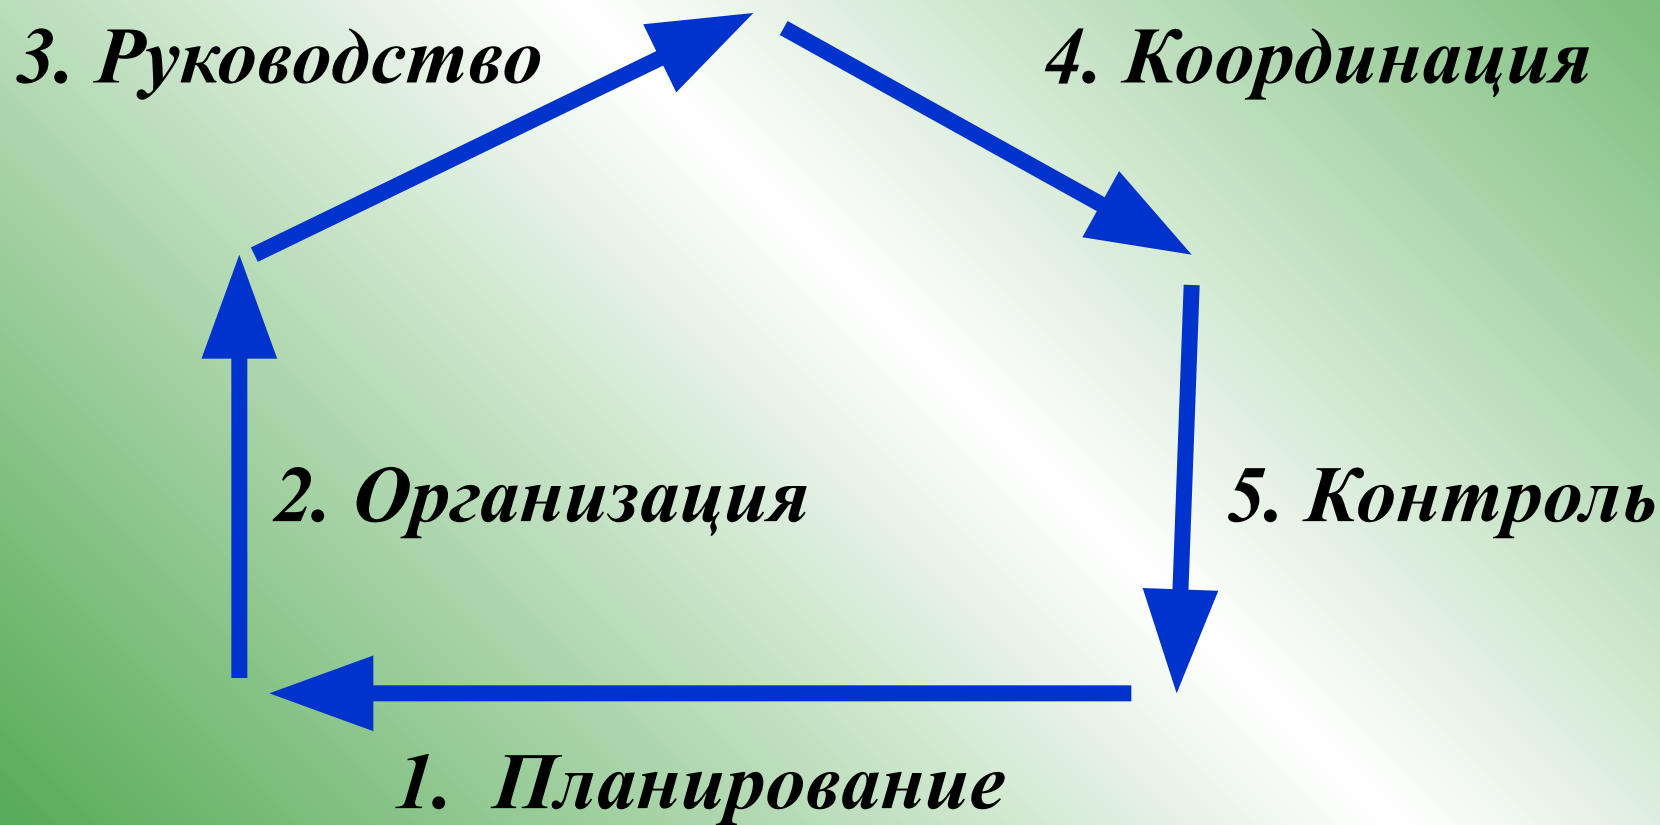 3. Руководство
4. Координация
2. Организация
5. Контроль
1. Планирование